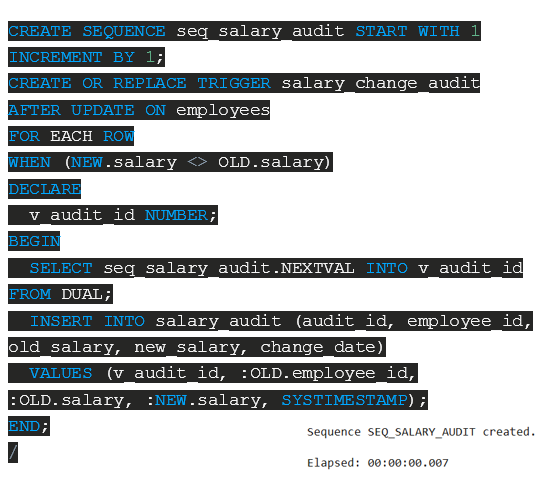 CREATE SEQUENCE seq_salary_audit START WITH 1
INCREMENT BY 1;
CREATE OR REPLACE TRIGGER salary_change_audit
AFTER UPDATE ON employees
FOR EACH ROW
WHEN (NEW.salary <> OLD.salary)
DECLARE
  v_audit_id NUMBER;
BEGIN
  SELECT seq_salary_audit.NEXTVAL INTO v_audit_id
FROM DUAL;
  INSERT INTO salary_audit (audit_id, employee_id,
old_salary, new_salary, change_date)
  VALUES (v_audit_id, :OLD.employee_id,
:OLD.salary, :NEW.salary, SYSTIMESTAMP);
END;
/
Sequence SEQ_SALARY_AUDIT created.
Elapsed: 00:00:00.007